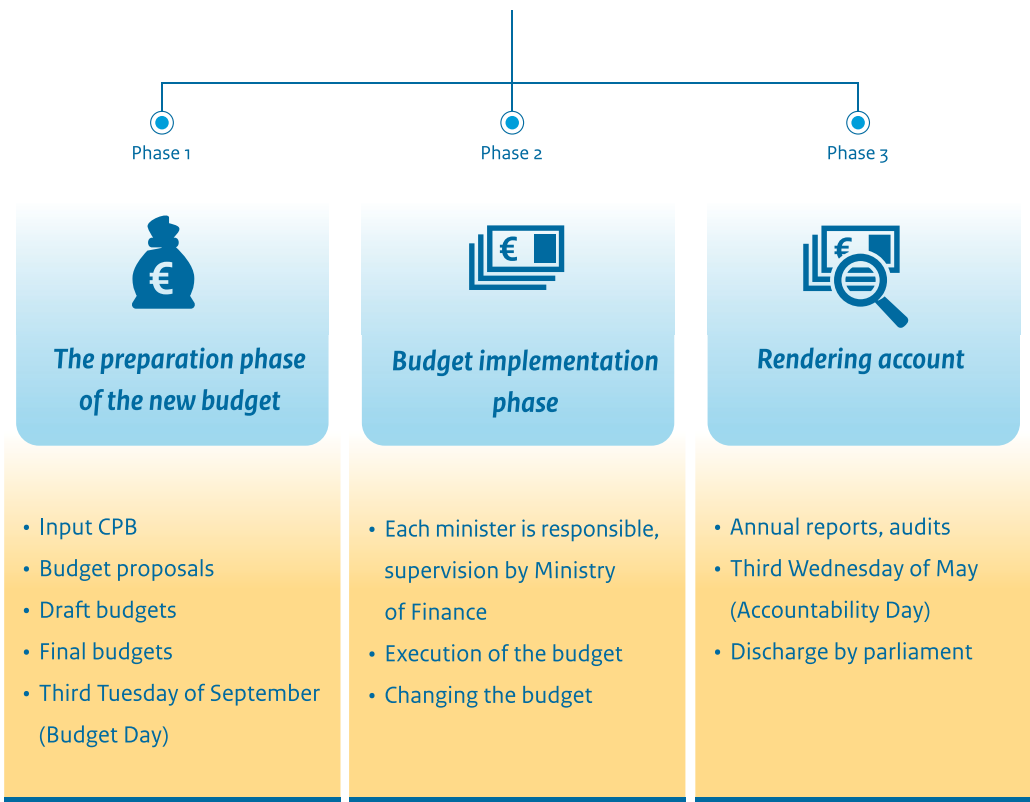 Phase 1
Phase 2
Phase 3
€
The preparation phase
of the new budget
• Input CPB
• Budget proposals
• Draft budgets
• Final budgets
• Third Tuesday of September
(Budget Day)
€
Budget implementation
phase
• Each minister is responsible,
supervision by Ministry
of Finance
• Execution of the budget
• Changing the budget
€
Rendering account
• Annual reports, audits
• Third Wednesday of May
(Accountability Day)
• Discharge by parliament